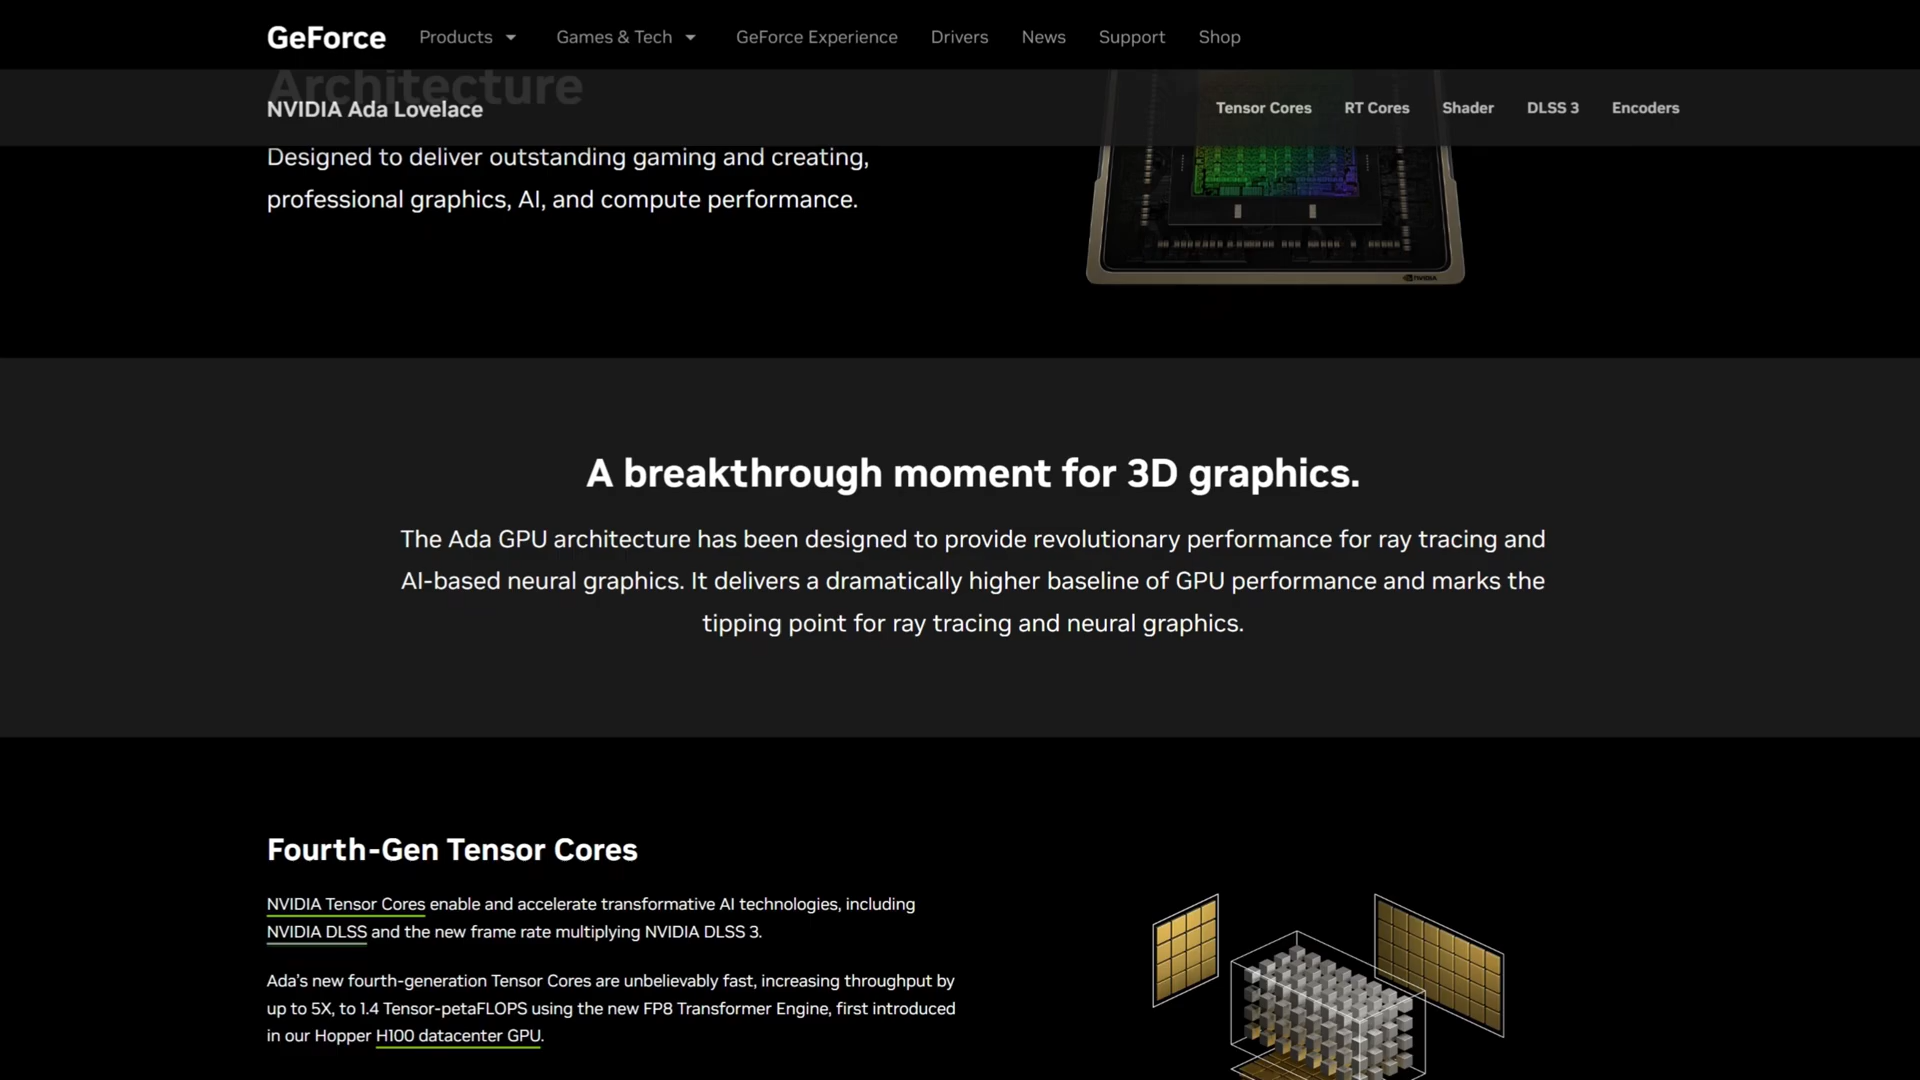 GeForce
Products
Games & Tech
GeForce Experience
Drivers
News
Support
Shop
Architecture
NVIDIA Ada Lovelace
Tensor Cores
RT Cores
Shader
DLSS 3
Encoders
Designed to deliver outstanding gaming and creating,
professional graphics, AI, and compute performance.
NVIDIA
A breakthrough moment for 3D graphics.
The Ada GPU architecture has been designed to provide revolutionary performance for ray tracing and
AI-based neural graphics. It delivers a dramatically higher baseline of GPU performance and marks the
tipping point for ray tracing and neural graphics.
Fourth-Gen Tensor Cores
NVIDIA Tensor Cores enable and accelerate transformative AI technologies, including
NVIDIA DLSS and the new frame rate multiplying NVIDIA DLSS 3.
Ada’s new fourth-generation Tensor Cores are unbelievably fast, increasing throughput by
up to 5X, to 1.4 Tensor-petaFLOPS using the new FP8 Transformer Engine, first introduced
in our Hopper H100 datacenter GPU.